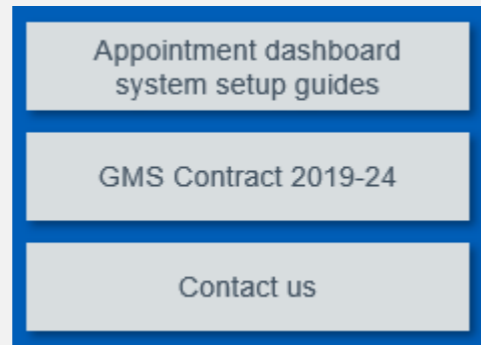 Appointment dashboard
system setup guides
GMS Contract 2019-24
Contact us